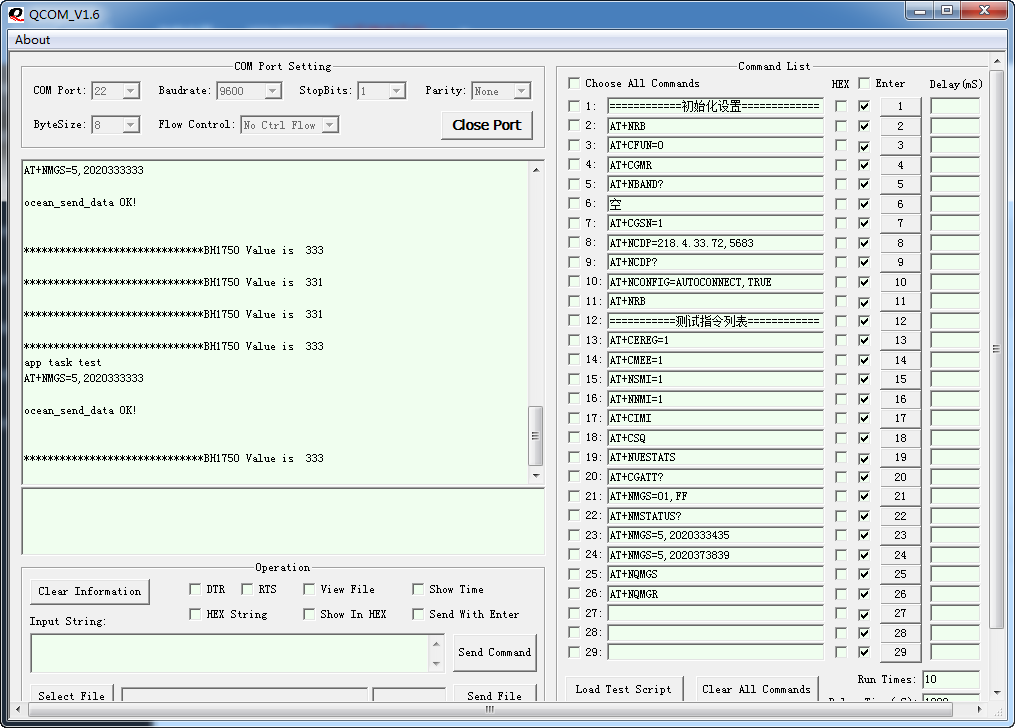 QCOM_V1.6
About
COM Port Setting
COM Port: 22 Baudrate: 9600 StopBits: 1 Parity: None
ByteSize: 8 Flow Control: No Ctrl Flow Close Port
AT+NMGS=5,2020333333
ocean_send_data OK!
******************************BH1750 Value is 333
******************************BH1750 Value is 331
******************************BH1750 Value is 331
******************************BH1750 Value is 333
app task test
AT+NMGS=5,2020333333
ocean_send_data OK!
******************************BH1750 Value is 333
Operation
Clear Information DTR RTS View File Show Time
HEX String Show In HEX Send With Enter
Input String:
Send Command
Select File Send File
Command List
Choose All Commands HEX Enter Delay(mS)
1: ============初始化设置============= 1
2: AT+NRB 2
3: AT+CFUN=0 3
4: AT+CGMR 4
5: AT+NBAND? 5
6: 空 6
7: AT+CGSN=1 7
8: AT+NCDP=218.4.33.72,5683 8
9: AT+NCDP? 9
10: AT+NCONFIG=AUTOCONNECT,TRUE 10
11: AT+NRB 11
12: ===========测试指令列表============ 12
13: AT+CEREG=1 13
14: AT+CMEE=1 14
15: AT+NSMI=1 15
16: AT+NNMI=1 16
17: AT+CIMI 17
18: AT+CSQ 18
19: AT+NUESTATS 19
20: AT+CGATT? 20
21: AT+NMGS=01,FF 21
22: AT+NMSTATUS? 22
23: AT+NMGS=5,2020333435 23
24: AT+NMGS=5,2020373839 24
25: AT+NQMGS 25
26: AT+NQMGR 26
27: 27
28: 28
29: 29
Load Test Script Clear All Commands Run Times: 10